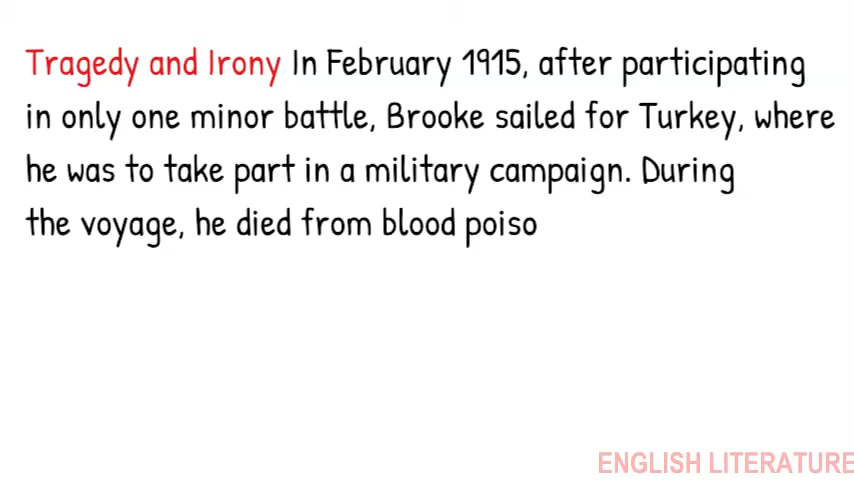 Tragedy and Irony In February 1915, after participating
in only one minor battle, Brooke sailed for Turkey, where
he was to take part in a military campaign. During
the voyage, he died from blood poiso
ENGLISH LITERATURE